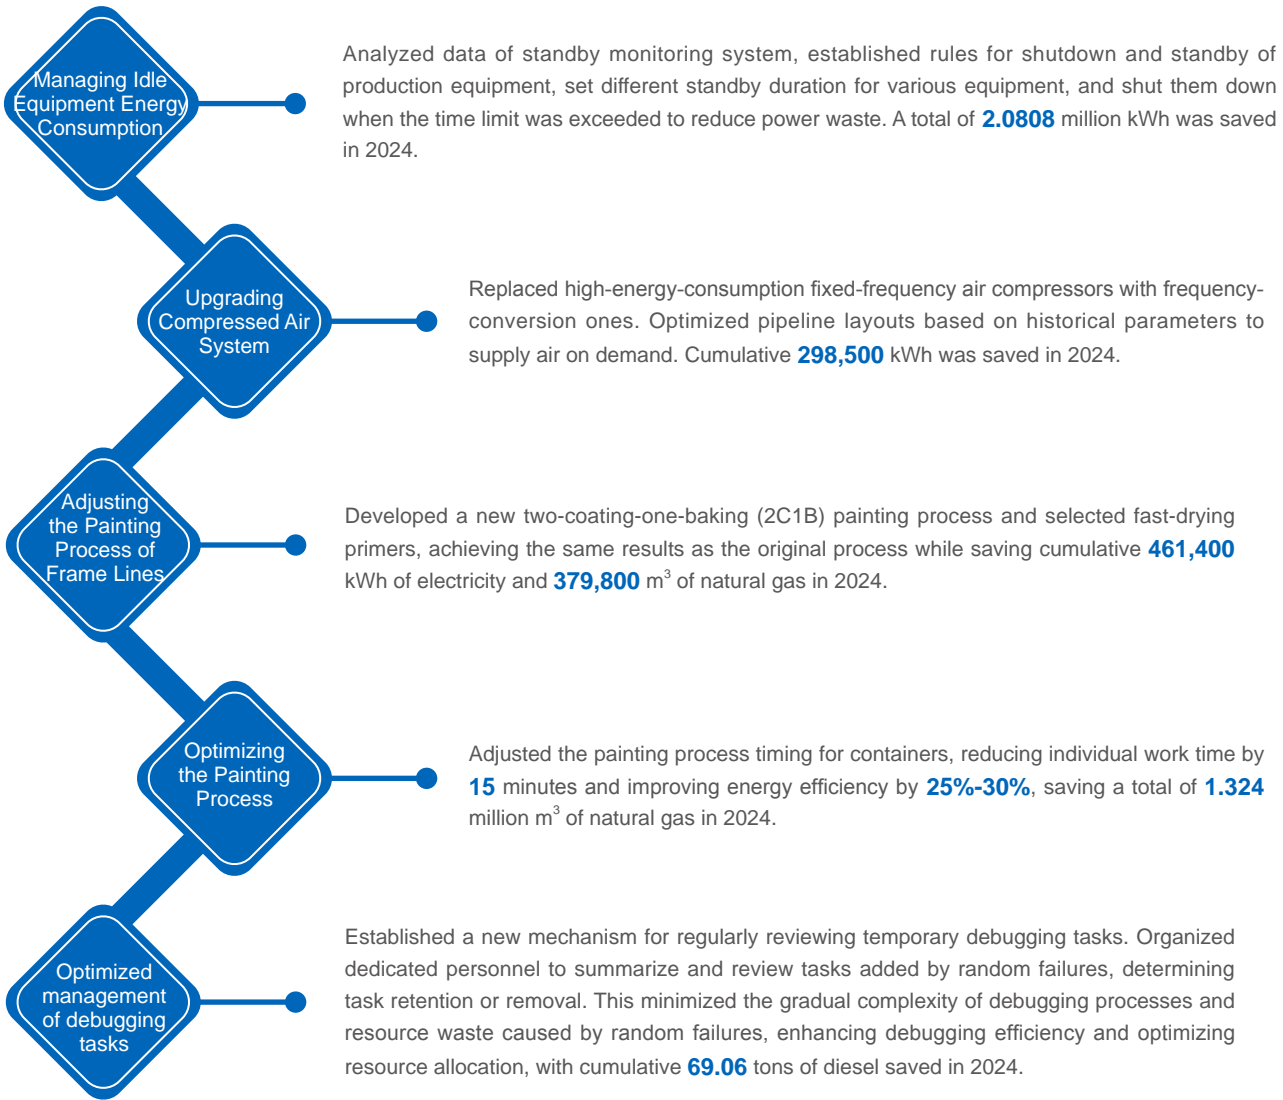 Managing Idle
Equipment Energy
Consumption
Analyzed data of standby monitoring system, established rules for shutdown and standby of
production equipment, set different standby duration for various equipment, and shut them down
when the time limit was exceeded to reduce power waste. A total of 2.0808 million kWh was saved
in 2024.
Upgrading
Compressed Air
System
Replaced high-energy-consumption fixed-frequency air compressors with frequency-
conversion ones. Optimized pipeline layouts based on historical parameters to
supply air on demand. Cumulative 298,500 kWh was saved in 2024.
Adjusting
the Painting
Process of
Frame Lines
Developed a new two-coating-one-baking (2C1B) painting process and selected fast-drying
primers, achieving the same results as the original process while saving cumulative 461,400
kWh of electricity and 379,800 m³ of natural gas in 2024.
Optimizing
the Painting
Process
Adjusted the painting process timing for containers, reducing individual work time by
15 minutes and improving energy efficiency by 25%-30%, saving a total of 1.324
million m³ of natural gas in 2024.
Optimized
management
of debugging
tasks
Established a new mechanism for regularly reviewing temporary debugging tasks. Organized
dedicated personnel to summarize and review tasks added by random failures, determining
task retention or removal. This minimized the gradual complexity of debugging processes and
resource waste caused by random failures, enhancing debugging efficiency and optimizing
resource allocation, with cumulative 69.06 tons of diesel saved in 2024.